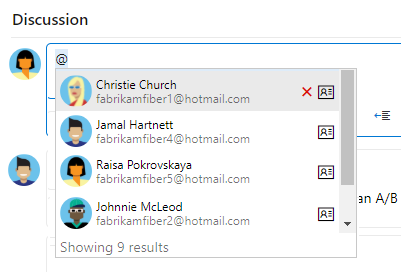 Discussion
@
Christie Church
fabrikamfiber1@hotmail.com
Jamal Hartnett
fabrikamfiber4@hotmail.com
Raisa Pokrovskaya
fabrikamfiber5@hotmail.com
an A/B
Johnnie McLeod
fabrikamfiber2@hotmail.com
Showing 9 results